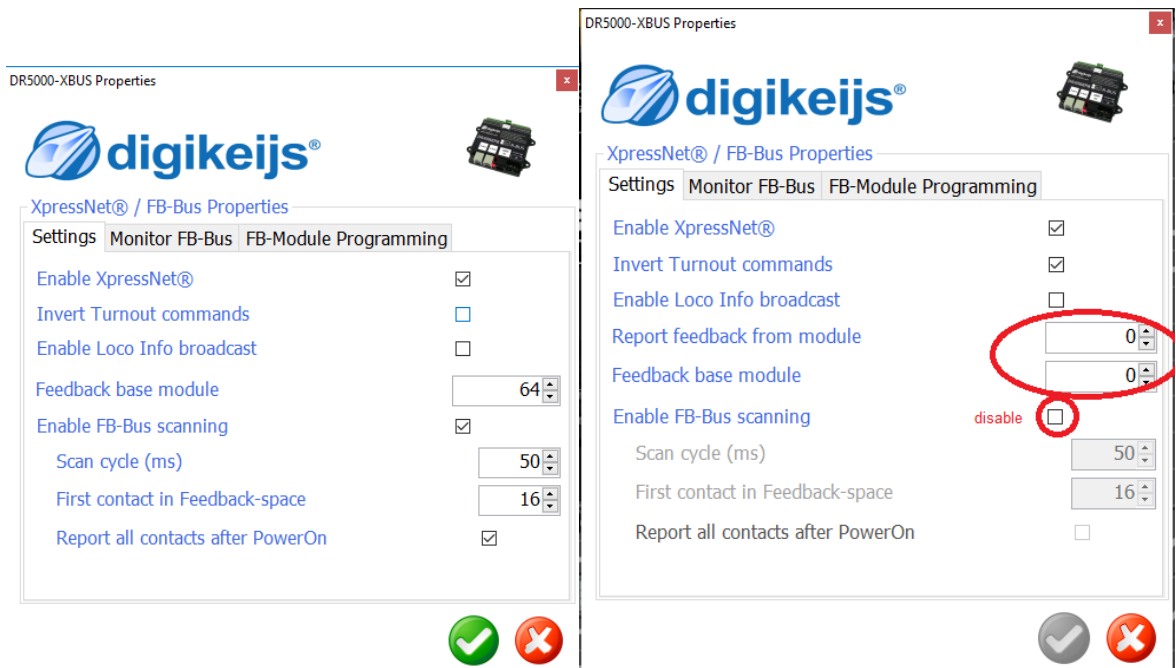 DR5000-XBUS Properties
x
digikeijs®
XpressNet® / FB-Bus Properties
Settings Monitor FB-Bus FB-Module Programming
Enable XpressNet®
Invert Turnout commands
Enable Loco Info broadcast
Feedback base module 64
Enable FB-Bus scanning
Scan cycle (ms) 50
First contact in Feedback-space 16
Report all contacts after PowerOn
DR5000-XBUS Properties
x
digikeijs®
XpressNet® / FB-Bus Properties
Settings Monitor FB-Bus FB-Module Programming
Enable XpressNet®
Invert Turnout commands
Enable Loco Info broadcast
Report feedback from module 0
Feedback base module 0
Enable FB-Bus scanning disable
Scan cycle (ms) 50
First contact in Feedback-space 16
Report all contacts after PowerOn